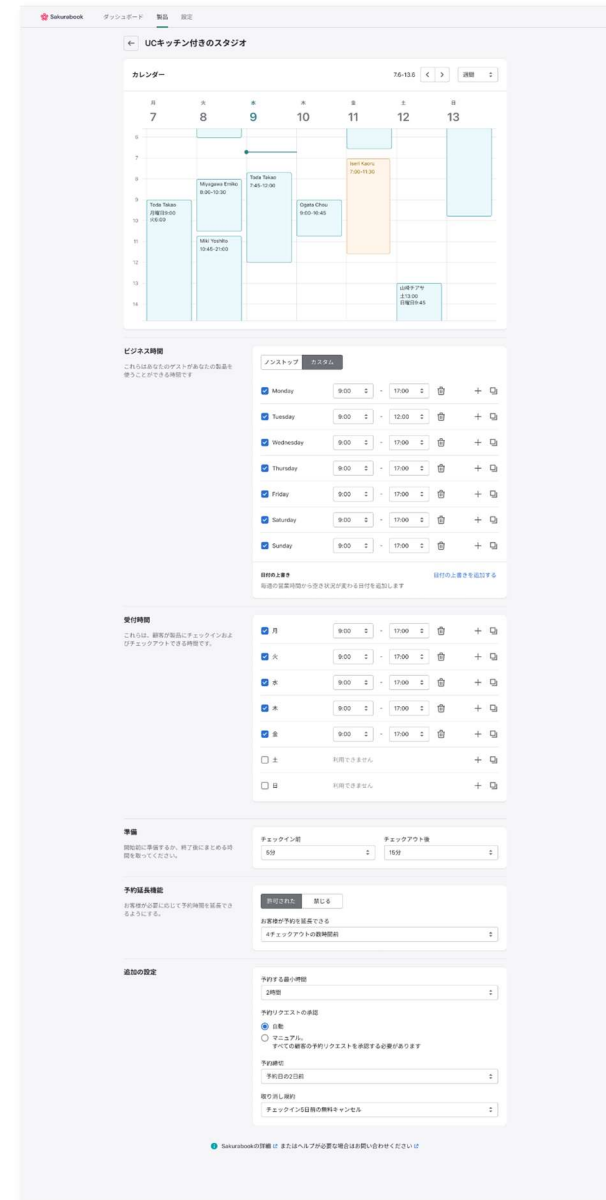 Sakurabook ダッシュボード 製品 設定
← UCキッチン付きのスタジオ
カレンダー 7.6-13.6 週間
月 火 水 木 金 土 日
7 8 9 10 11 12 13
6
7
8
9
10
11
12
13
14
Toda Takao
月曜日9:00
Miyagawa Emiko
8:00-10:30
Miki Yoshito
10:45-21:00
Toda Takao
7:45-12:00
Ogata Chou
9:00-10:45
7:00-11:30
土13:00
日曜日9:45
ビジネス時間
これらはあなたのゲストがあなたの製品を
使うことができる時間です
ノンストップ カスタム
Monday 9:00 - 17:00
Tuesday 9:00 - 12:00
Wednesday 9:00 - 17:00
Thursday 9:00 - 17:00
Friday 9:00 - 17:00
Saturday 9:00 - 17:00
Sunday 9:00 - 17:00
日付の上書き 日付の上書きを追加する
毎週の営業時間から空き状況が変わる日付を追加します
受付時間
これらは、顧客が製品にチェックインおよ
びチェックアウトできる時間です。
月 9:00 - 17:00
火 9:00 - 17:00
水 9:00 - 17:00
木 9:00 - 17:00
金 9:00 - 17:00
土 利用できません
日 利用できません
準備
開始前に準備するか、終了後にまとめる時
間を取ってください。
チェックイン前 チェックアウト後
5分 15分
予約延長機能
お客様が必要に応じて予約時間を延長でき
るようにする。
許可された 禁じる
お客様が予約を延長できる
4チェックアウトの数時間前
追加の設定
予約する最小時間
2時間
予約リクエストの承認
自動
マニュアル。
すべての顧客の予約リクエストを承認する必要があります
予約締切
予約日の2日前
取り消し規約
チェックイン5日前の無料キャンセル
Sakurabookの詳細 またはヘルプが必要な場合はお問い合わせください